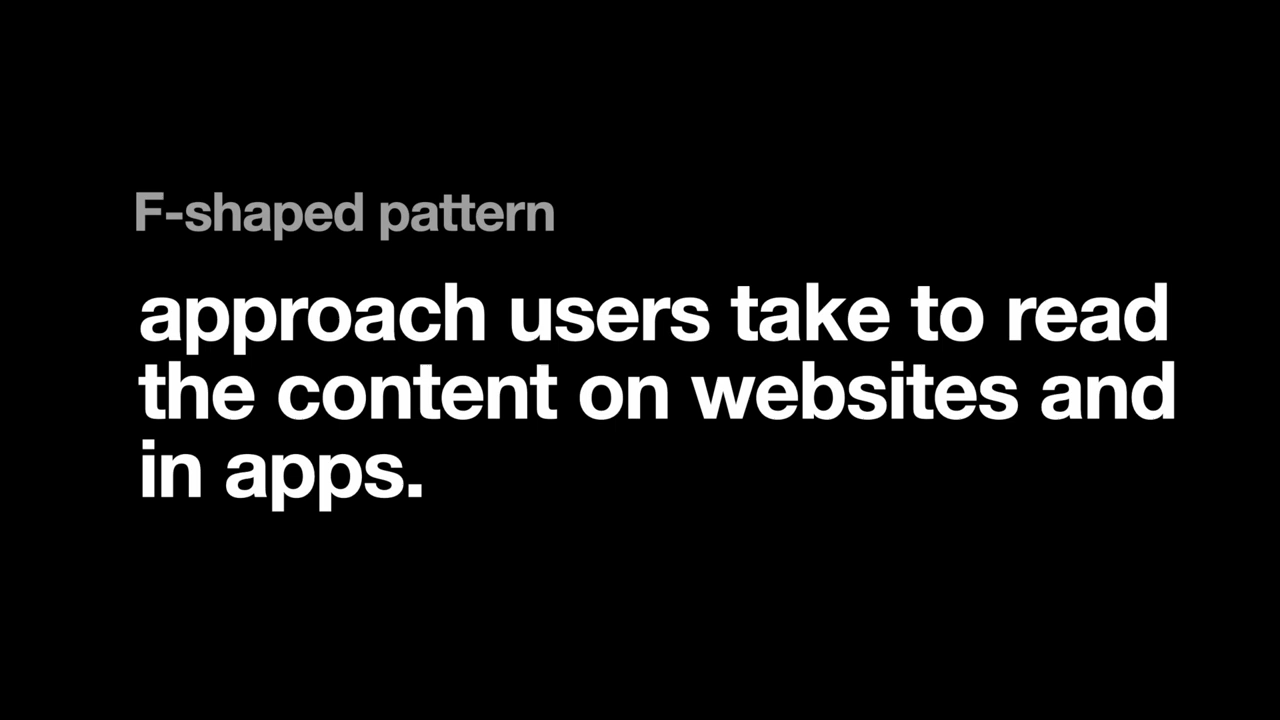 F-shaped pattern
approach users take to read
the content on websites and
in apps.